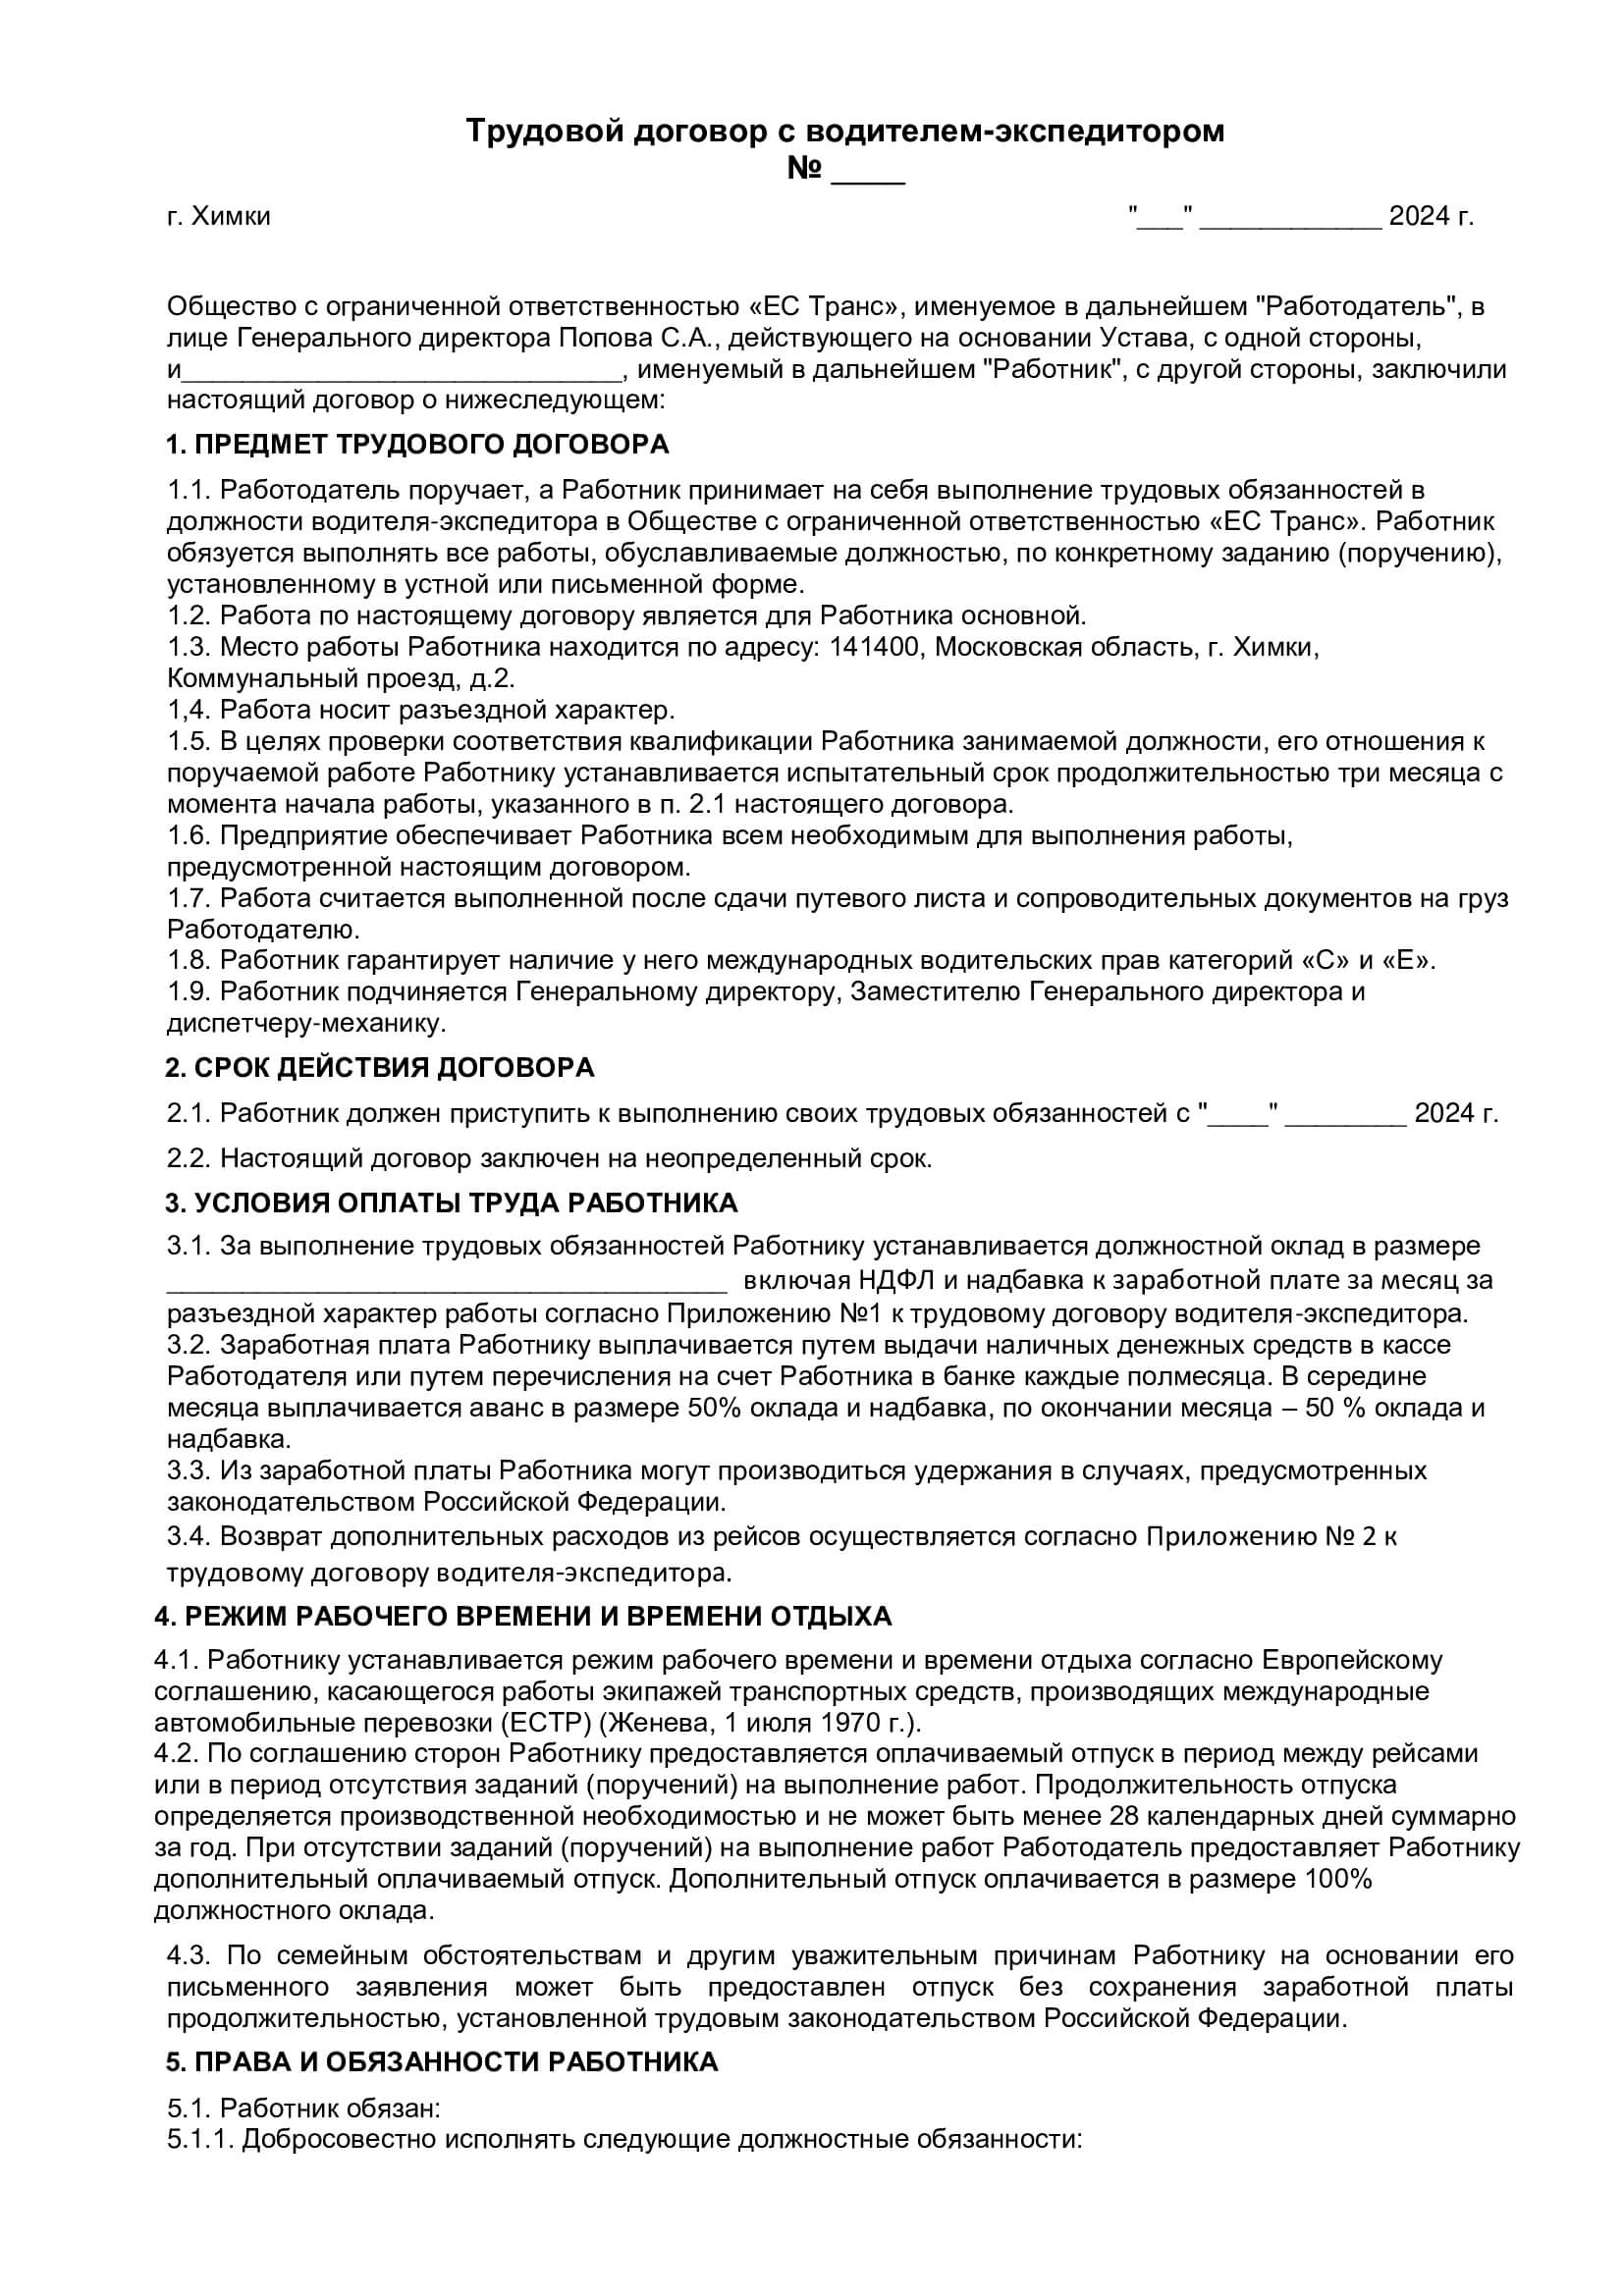 Трудовой договор с водителем-экспедитором
№ ____
г. Химки "___" ____________ 2024 г.
Общество с ограниченной ответственностью «ЕС Транс», именуемое в дальнейшем "Работодатель", в
лице Генерального директора Попова С.А., действующего на основании Устава, с одной стороны,
и_____________________________, именуемый в дальнейшем "Работник", с другой стороны, заключили
настоящий договор о нижеследующем:
1. ПРЕДМЕТ ТРУДОВОГО ДОГОВОРА
1.1. Работодатель поручает, а Работник принимает на себя выполнение трудовых обязанностей в
должности водителя-экспедитора в Обществе с ограниченной ответственностью «ЕС Транс». Работник
обязуется выполнять все работы, обуславливаемые должностью, по конкретному заданию (поручению),
установленному в устной или письменной форме.
1.2. Работа по настоящему договору является для Работника основной.
1.3. Место работы Работника находится по адресу: 141400, Московская область, г. Химки,
Коммунальный проезд, д.2.
1,4. Работа носит разъездной характер.
1.5. В целях проверки соответствия квалификации Работника занимаемой должности, его отношения к
поручаемой работе Работнику устанавливается испытательный срок продолжительностью три месяца с
момента начала работы, указанного в п. 2.1 настоящего договора.
1.6. Предприятие обеспечивает Работника всем необходимым для выполнения работы,
предусмотренной настоящим договором.
1.7. Работа считается выполненной после сдачи путевого листа и сопроводительных документов на груз
Работодателю.
1.8. Работник гарантирует наличие у него международных водительских прав категорий «С» и «Е».
1.9. Работник подчиняется Генеральному директору, Заместителю Генерального директора и
диспетчеру-механику.
2. СРОК ДЕЙСТВИЯ ДОГОВОРА
2.1. Работник должен приступить к выполнению своих трудовых обязанностей с "____" ________ 2024 г.
2.2. Настоящий договор заключен на неопределенный срок.
3. УСЛОВИЯ ОПЛАТЫ ТРУДА РАБОТНИКА
3.1. За выполнение трудовых обязанностей Работнику устанавливается должностной оклад в размере
_____________________________________ включая НДФЛ и надбавка к заработной плате за месяц за
разъездной характер работы согласно Приложению №1 к трудовому договору водителя-экспедитора.
3.2. Заработная плата Работнику выплачивается путем выдачи наличных денежных средств в кассе
Работодателя или путем перечисления на счет Работника в банке каждые полмесяца. В середине
месяца выплачивается аванс в размере 50% оклада и надбавка, по окончании месяца – 50 % оклада и
надбавка.
3.3. Из заработной платы Работника могут производиться удержания в случаях, предусмотренных
законодательством Российской Федерации.
3.4. Возврат дополнительных расходов из рейсов осуществляется согласно Приложению № 2 к
трудовому договору водителя-экспедитора.
4. РЕЖИМ РАБОЧЕГО ВРЕМЕНИ И ВРЕМЕНИ ОТДЫХА
4.1. Работнику устанавливается режим рабочего времени и времени отдыха согласно Европейскому
соглашению, касающегося работы экипажей транспортных средств, производящих международные
автомобильные перевозки (ЕСТР) (Женева, 1 июля 1970 г.).
4.2. По соглашению сторон Работнику предоставляется оплачиваемый отпуск в период между рейсами
или в период отсутствия заданий (поручений) на выполнение работ. Продолжительность отпуска
определяется производственной необходимостью и не может быть менее 28 календарных дней суммарно
за год. При отсутствии заданий (поручений) на выполнение работ Работодатель предоставляет Работнику
дополнительный оплачиваемый отпуск. Дополнительный отпуск оплачивается в размере 100%
должностного оклада.
4.3. По семейным обстоятельствам и другим уважительным причинам Работнику на основании его
письменного заявления может быть предоставлен отпуск без сохранения заработной платы
продолжительностью, установленной трудовым законодательством Российской Федерации.
5. ПРАВА И ОБЯЗАННОСТИ РАБОТНИКА
5.1. Работник обязан:
5.1.1. Добросовестно исполнять следующие должностные обязанности: